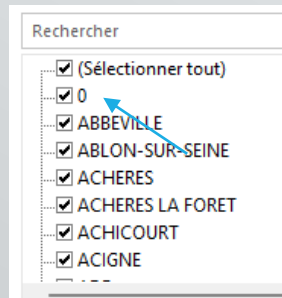 Rechercher
(Sélectionner tout)
0
ABBEVILLE
ABLON-SUR-SEINE
ACHERES
ACHERES LA FORET
ACHICOURT
ACIGNE